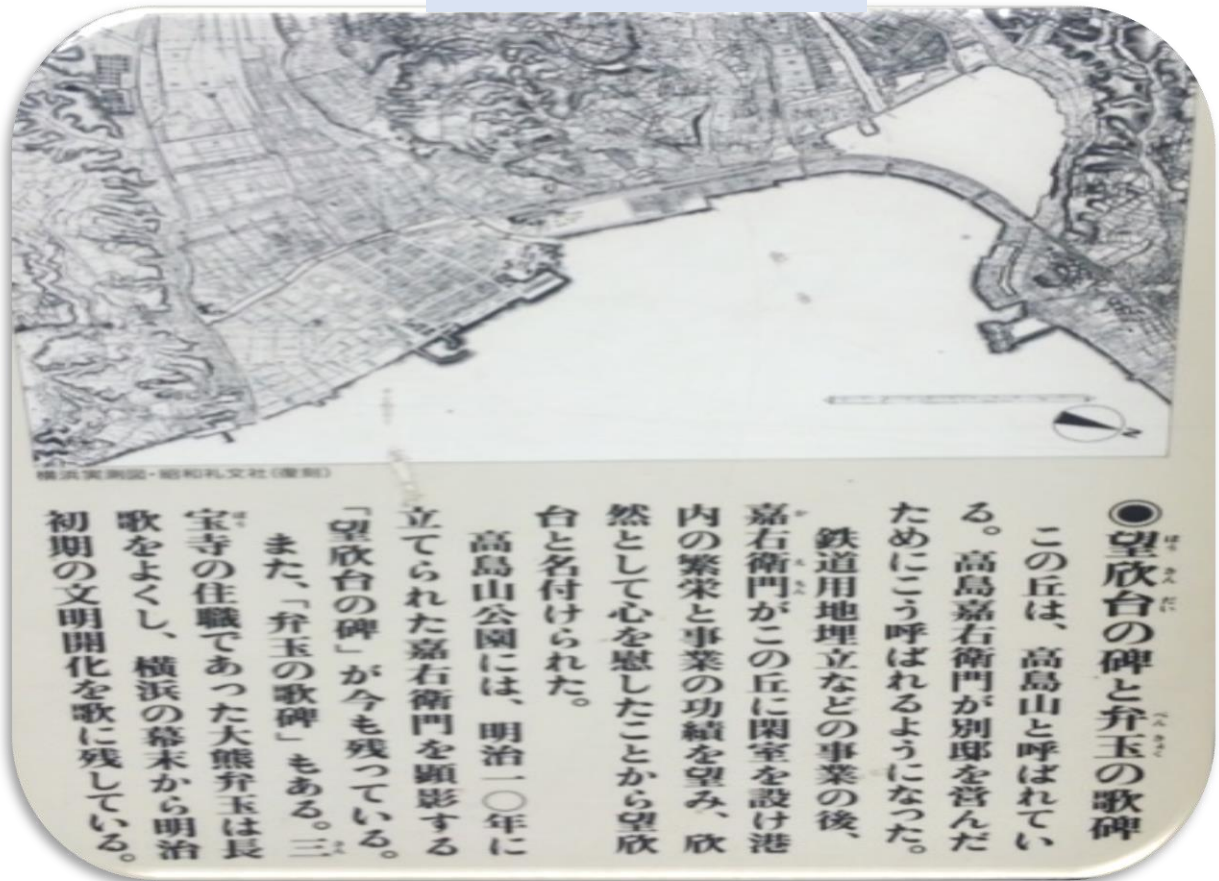 横浜実測図・昭和礼文社(復刻)
◉望欣台の碑と弁玉の歌碑
この丘は、高島山と呼ばれてい
る。高島嘉右衛門が別邸を営んだ
ためにこう呼ばれるようになった。
鉄道用地埋立などの事業の後、
嘉右衛門がこの丘に閑室を設け港
内の繁栄と事業の功績を望み、欣
然として心を慰したことから望欣
台と名付けられた。
高島山公園には、明治一〇年に
立てられた嘉右衛門を顕影する
「望欣台の碑」が今も残っている。
また、「弁玉の歌碑」もある。三
宝寺の住職であった大熊弁玉は長
歌をよくし、横浜の幕末から明治
初期の文明開化を歌に残している。